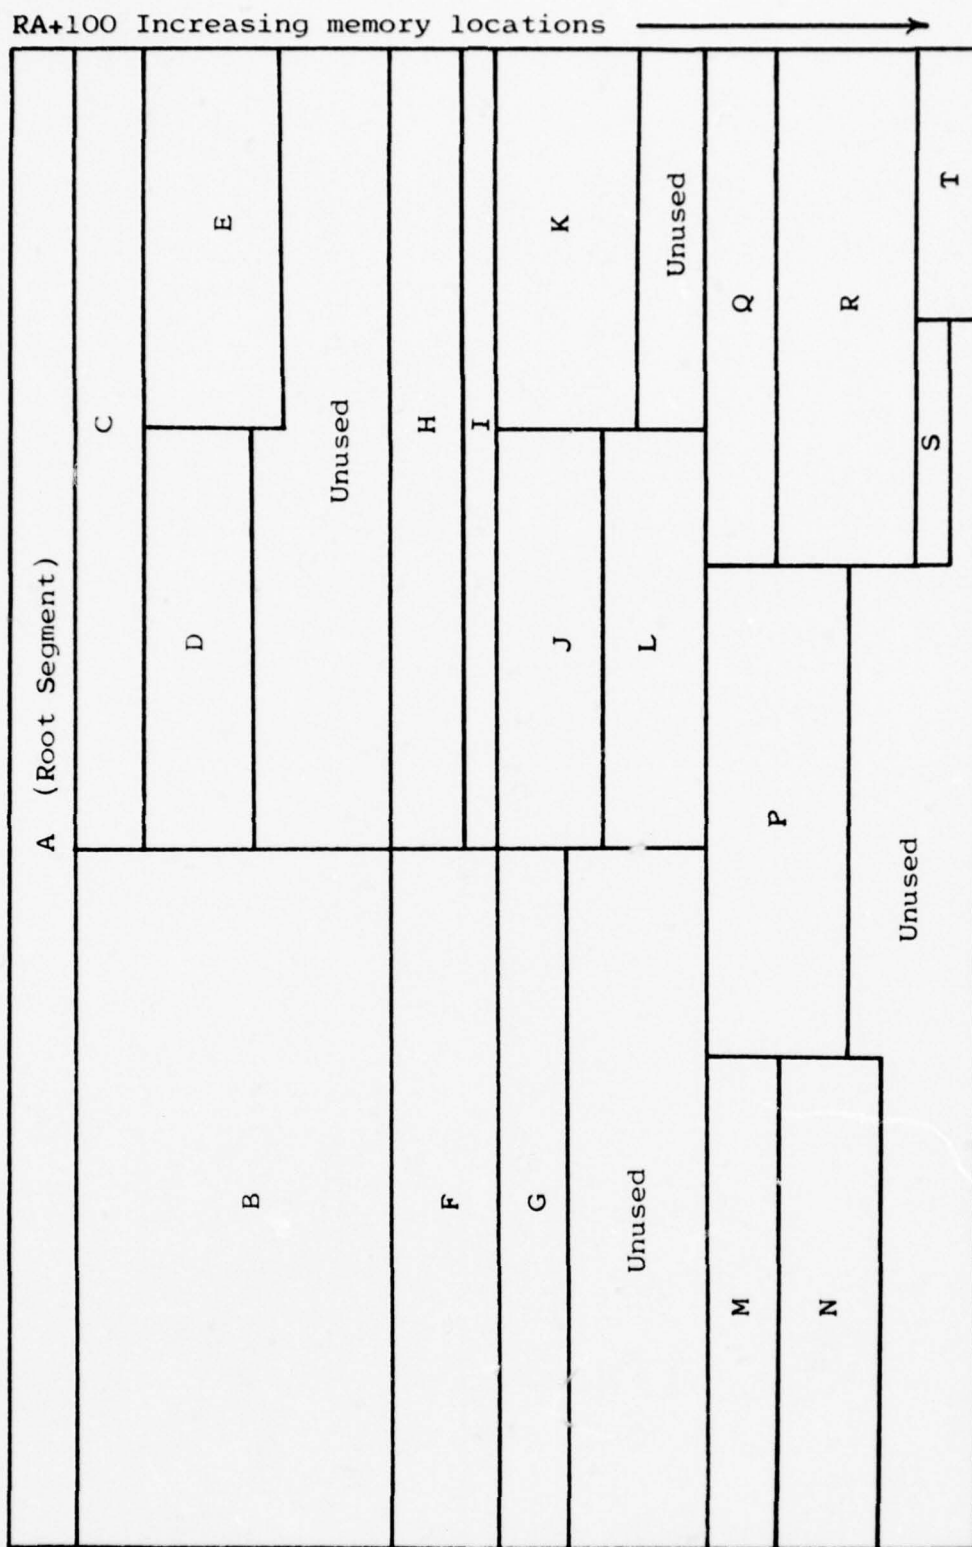 RA+100 Increasing memory locations
A (Root Segment)
B
C
D
E
Unused
F
H
I
G
J
K
L
Unused
Unused
M
N
P
Q
R
S
T
Unused